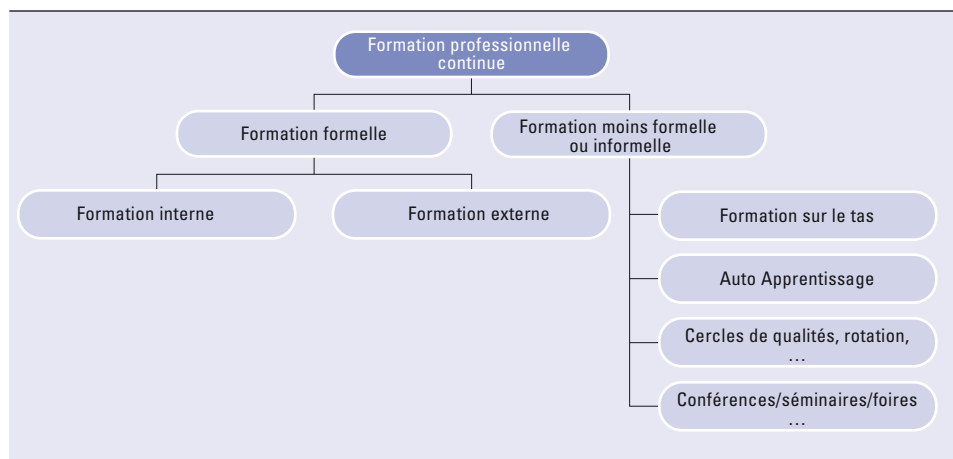 Formation professionnelle
continue
Formation formelle
Formation moins formelle
ou informelle
Formation interne
Formation externe
Formation sur le tas
Auto Apprentissage
Cercles de qualités, rotation,
…
Conférences/séminaires/foires
…